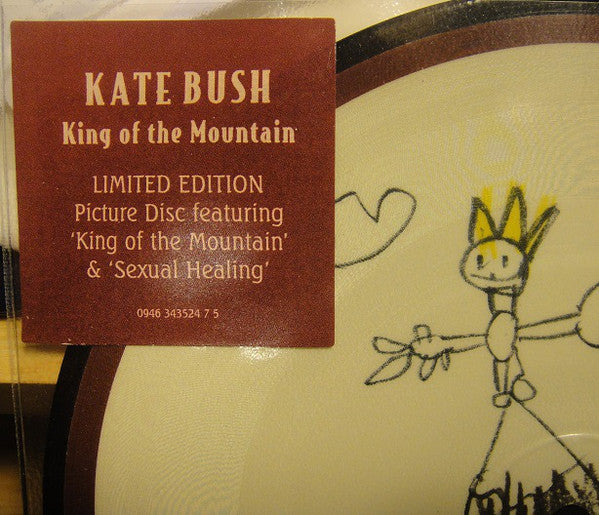 KATE BUSH
King of the Mountain
LIMITED EDITION
Picture Disc featuring
‘King of the Mountain’
& ‘Sexual Healing’
0946 343524 7 5